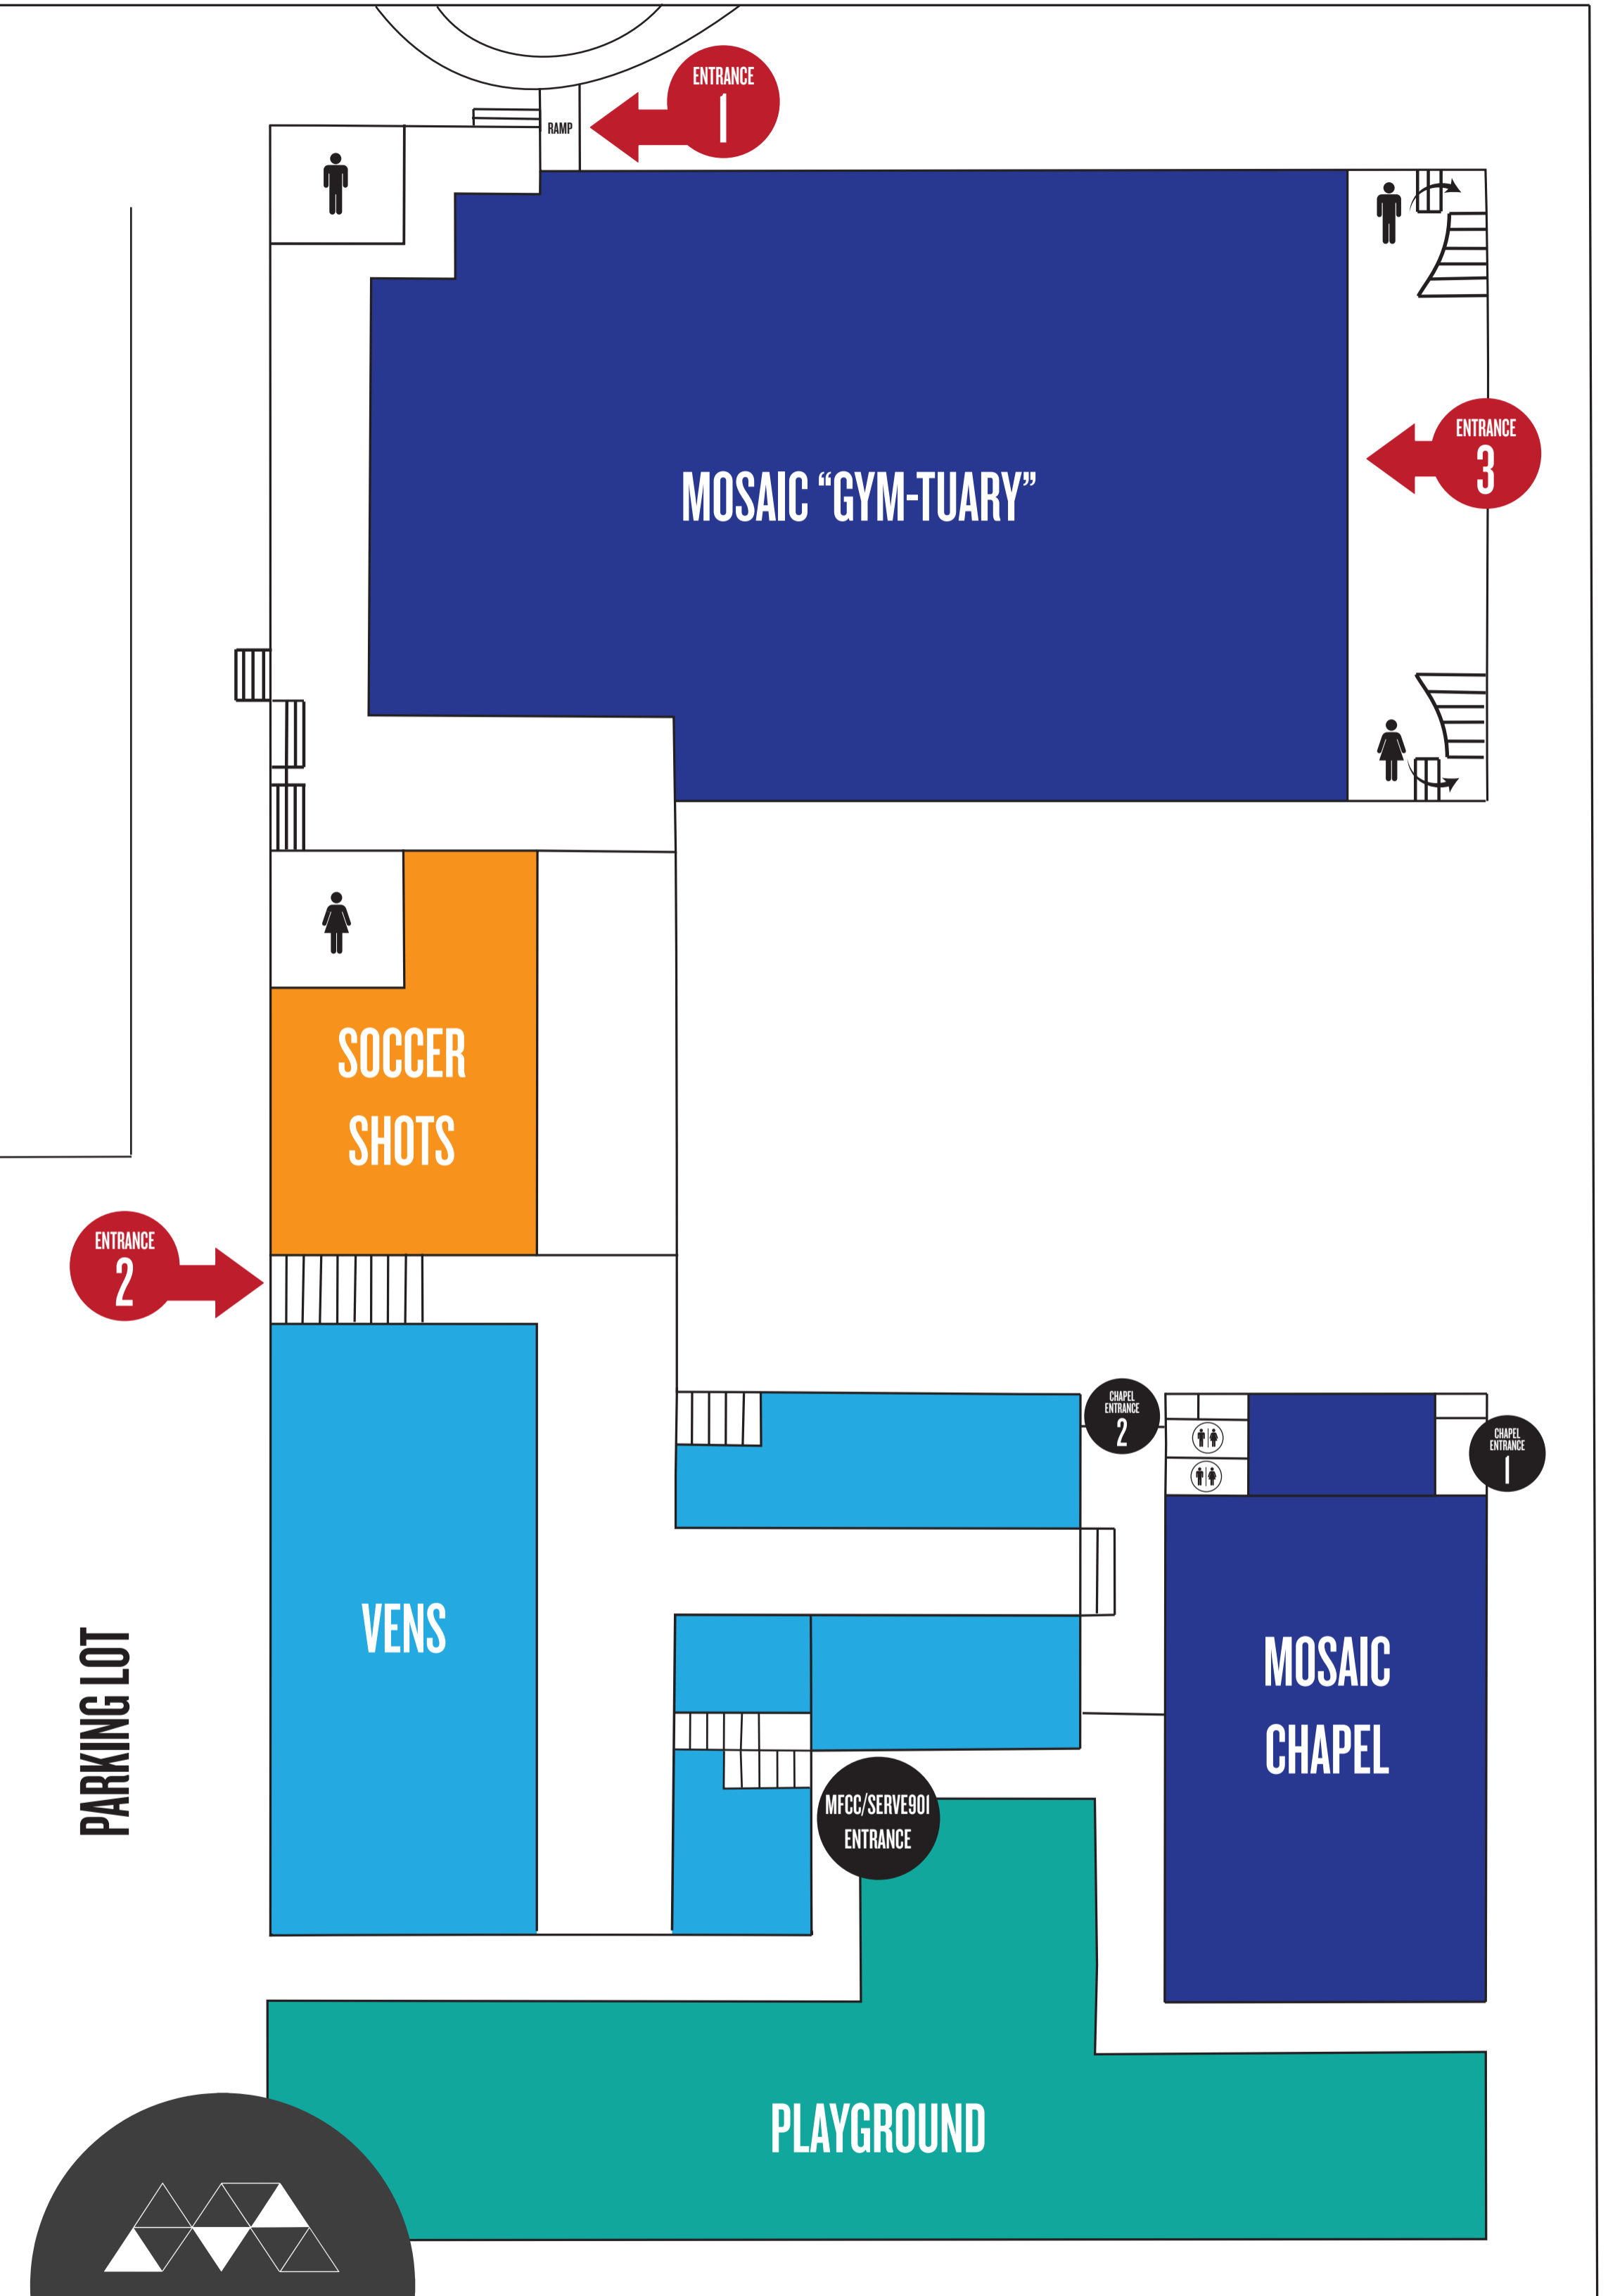 ENTRANCE
1
RAMP
ENTRANCE
3
MOSAIC “GYM-TUARY”
SOCCER
SHOTS
ENTRANCE
2
CHAPEL
ENTRANCE
2
CHAPEL
ENTRANCE
1
VENS
PARKING LOT
MOSAIC
CHAPEL
MFCC/SERVE901
ENTRANCE
PLAYGROUND